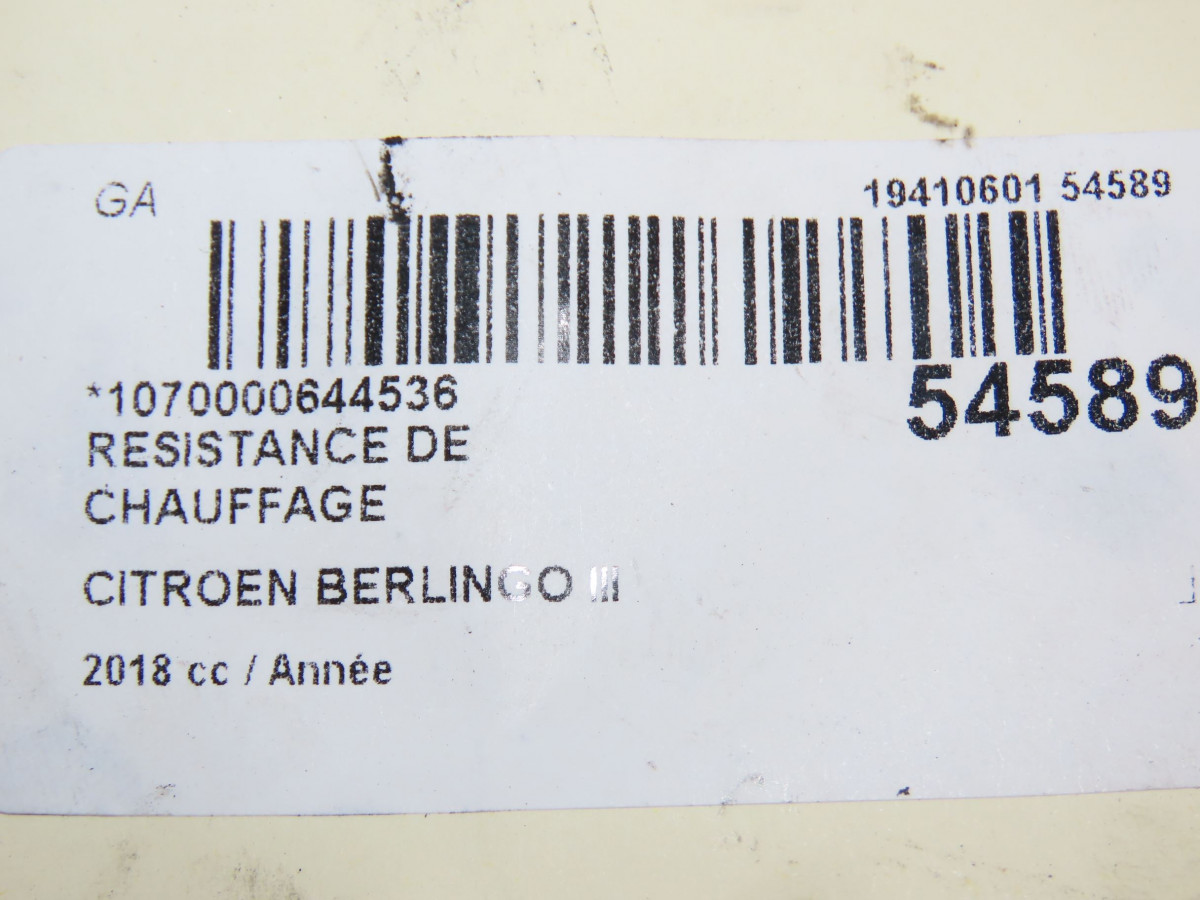 GA
19410601 54589
54589
*1070000644536
RESISTANCE DE
CHAUFFAGE
CITROEN BERLINGO III
2018 cc / Année